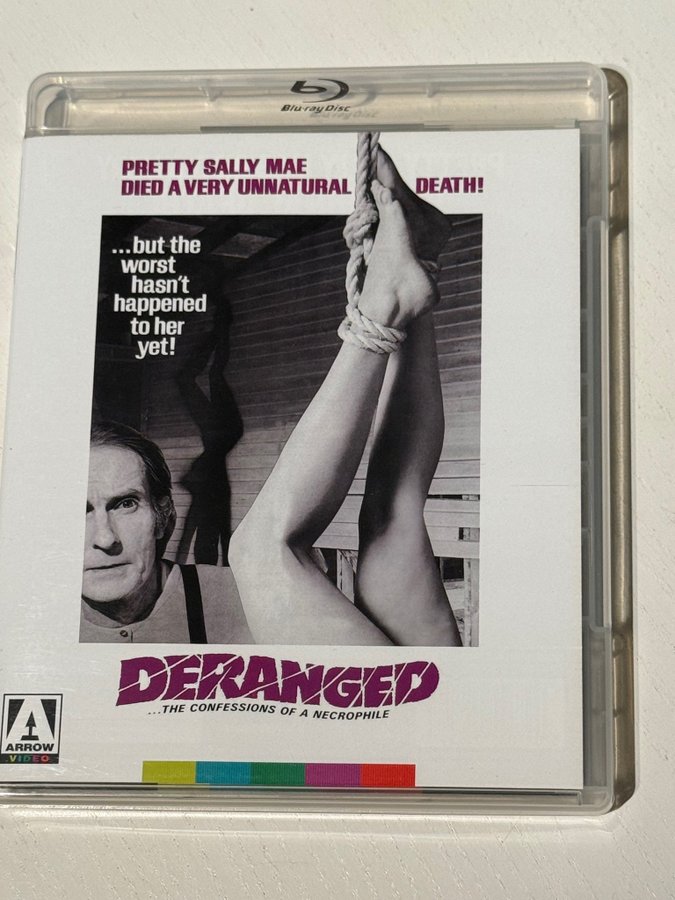 Blu-ray Disc
PRETTY SALLY MAE
DIED A VERY UNNATURAL DEATH!
...but the
worst
hasn't
happened
to her
yet!
DERANGED
...THE CONFESSIONS OF A NECROPHILE
A
ARROW
VIDEO